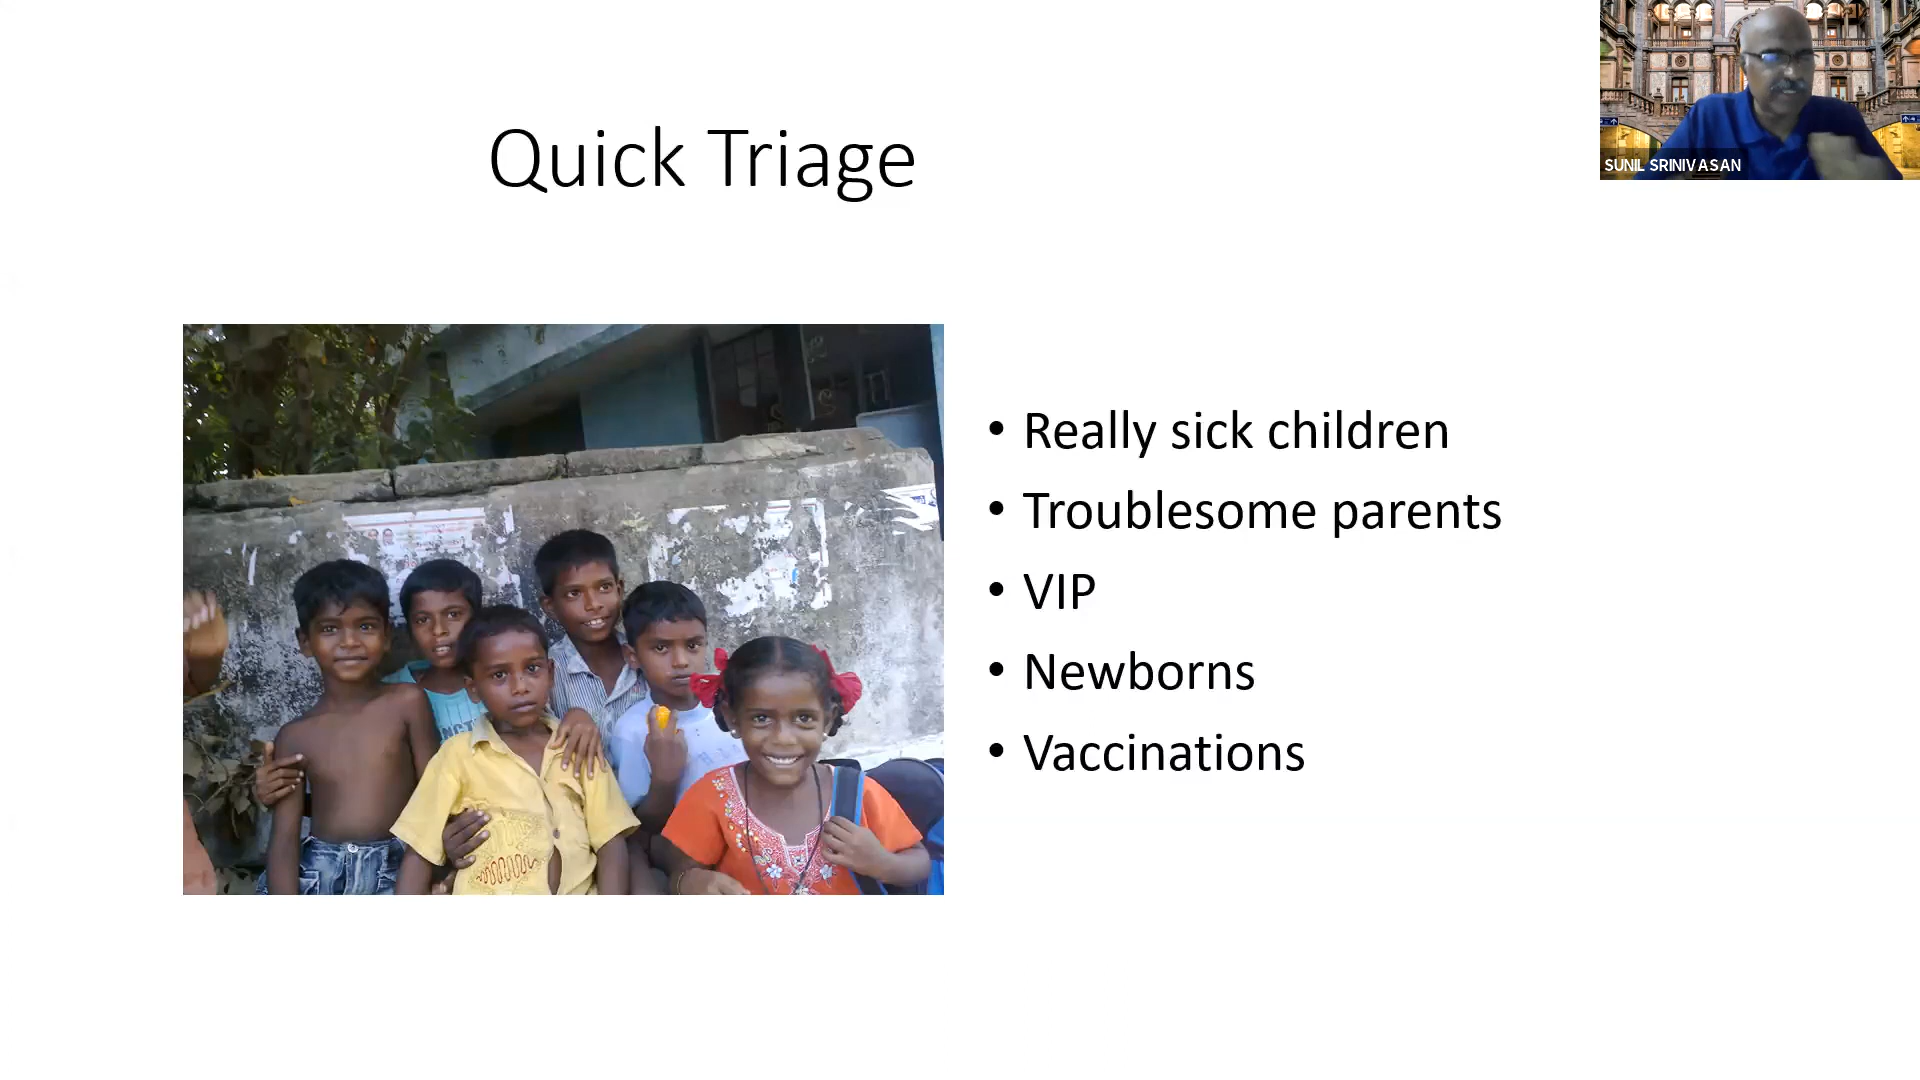 Quick Triage
SUNIL SRINIVASAN
• Really sick children
• Troublesome parents
• VIP
• Newborns
• Vaccinations